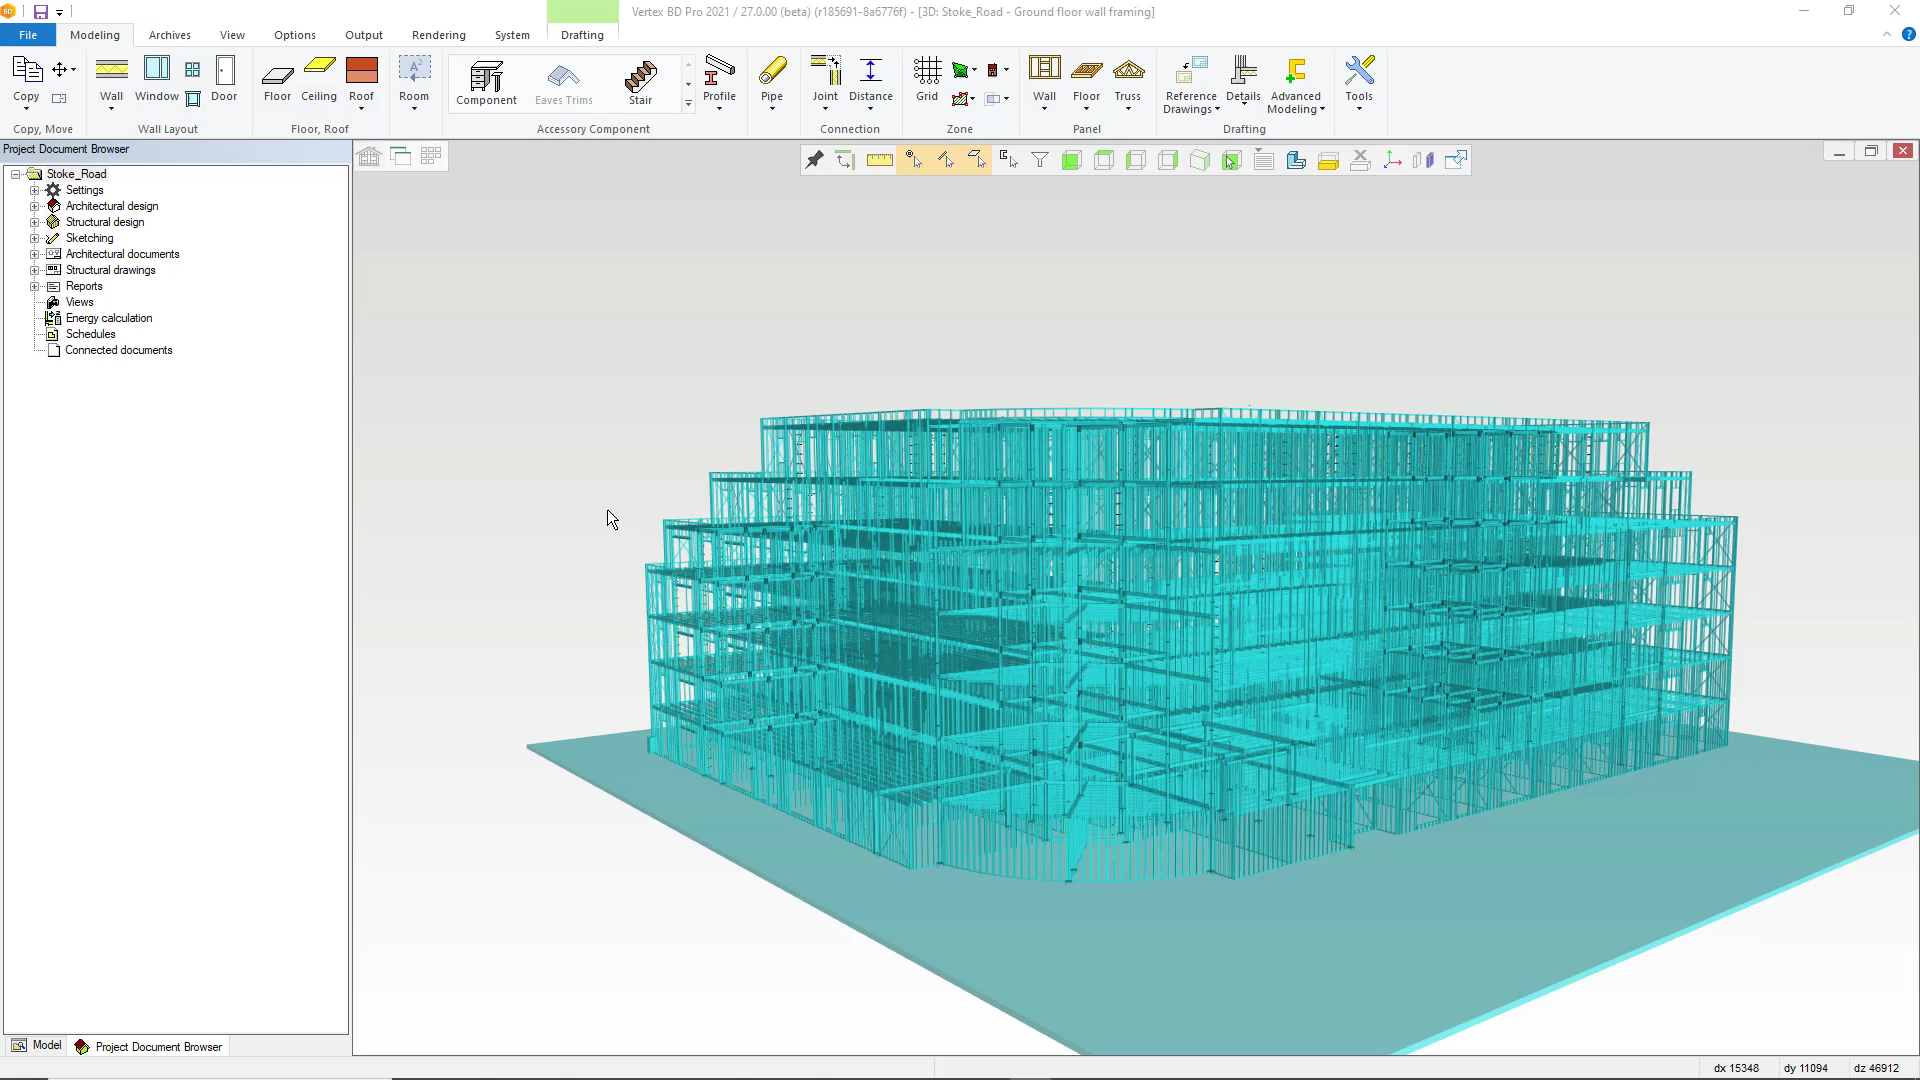 BD
Vertex BD Pro 2021 / 27.0.00 (beta) (r185691-8a6776f) - [3D: Stoke_Road - Ground floor wall framing]
File Modeling Archives View Options Output Rendering System Drafting
Copy Wall Window Door Floor Ceiling Roof Room Component Eaves Trims Stair Profile Pipe Joint Distance Grid Wall Floor Truss Reference Drawings Details Advanced Modeling Tools
Copy, Move Wall Layout Floor, Roof Accessory Component Connection Zone Panel Drafting
Project Document Browser
Stoke_Road
Settings
Architectural design
Structural design
Sketching
Architectural documents
Structural drawings
Reports
Views
Energy calculation
Schedules
Connected documents
Model Project Document Browser
dx 15348 dy 11094 dz 46912